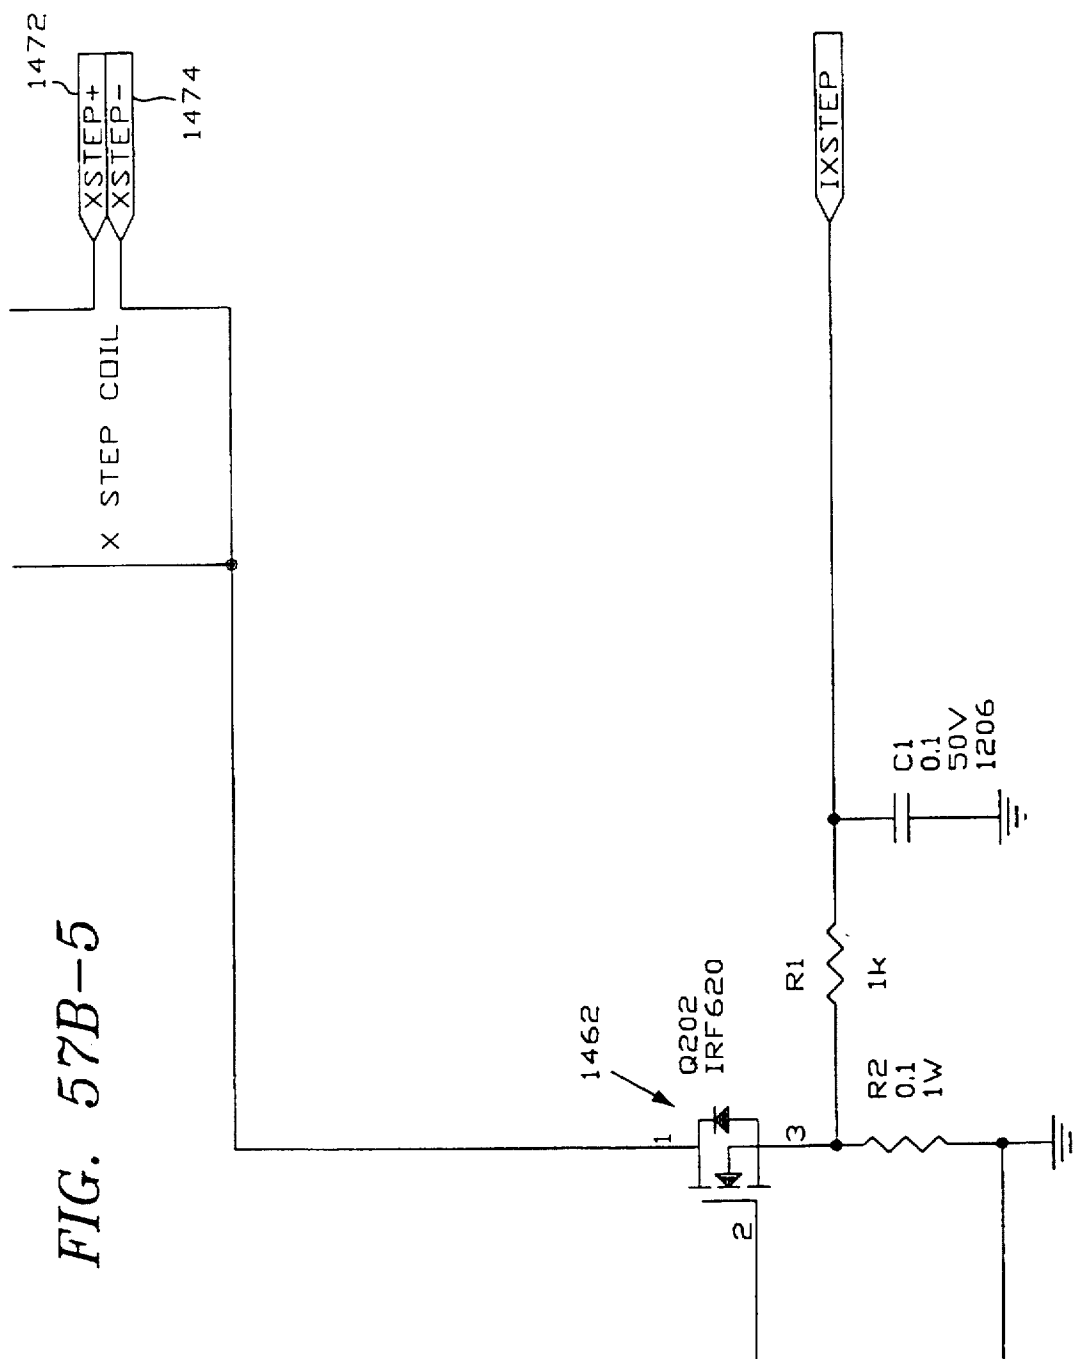 FIG. 57B-5
1472
XSTEP+
XSTEP-
1474
X STEP COIL
IXSTEP
1462
Q202
IRF620
1
2
3
R1
1k
R2
0.1
1W
C1
0.1
50V
1206